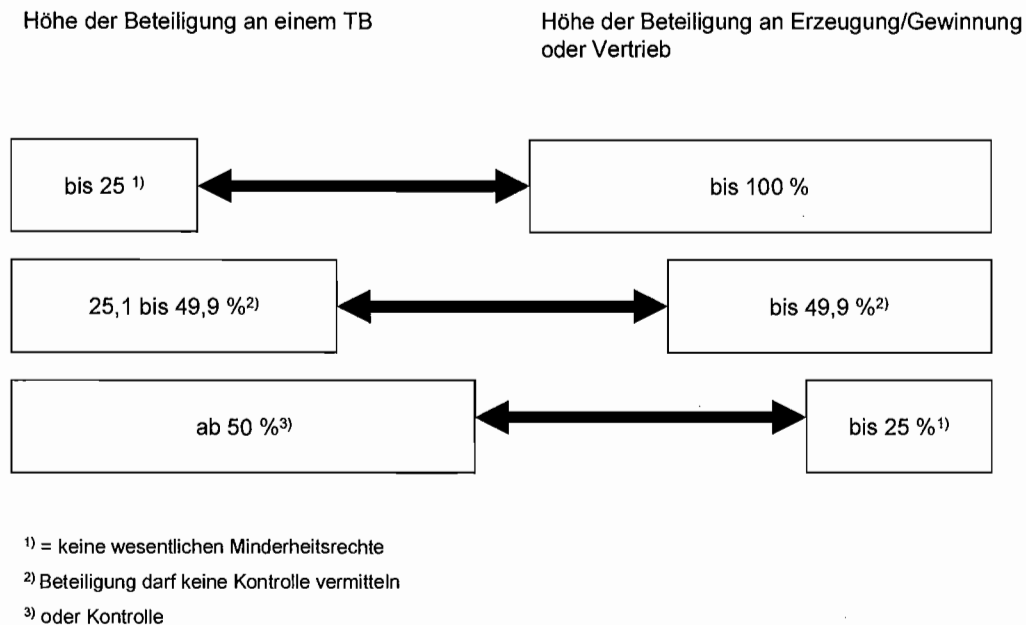 Höhe der Beteiligung an einem TB
Höhe der Beteiligung an Erzeugung/Gewinnung
oder Vertrieb
bis 25 ¹⁾
bis 100 %
25,1 bis 49,9 %²⁾
bis 49,9 %²⁾
ab 50 %³⁾
bis 25 %¹⁾
¹⁾ = keine wesentlichen Minderheitsrechte
²⁾ Beteiligung darf keine Kontrolle vermitteln
³⁾ oder Kontrolle